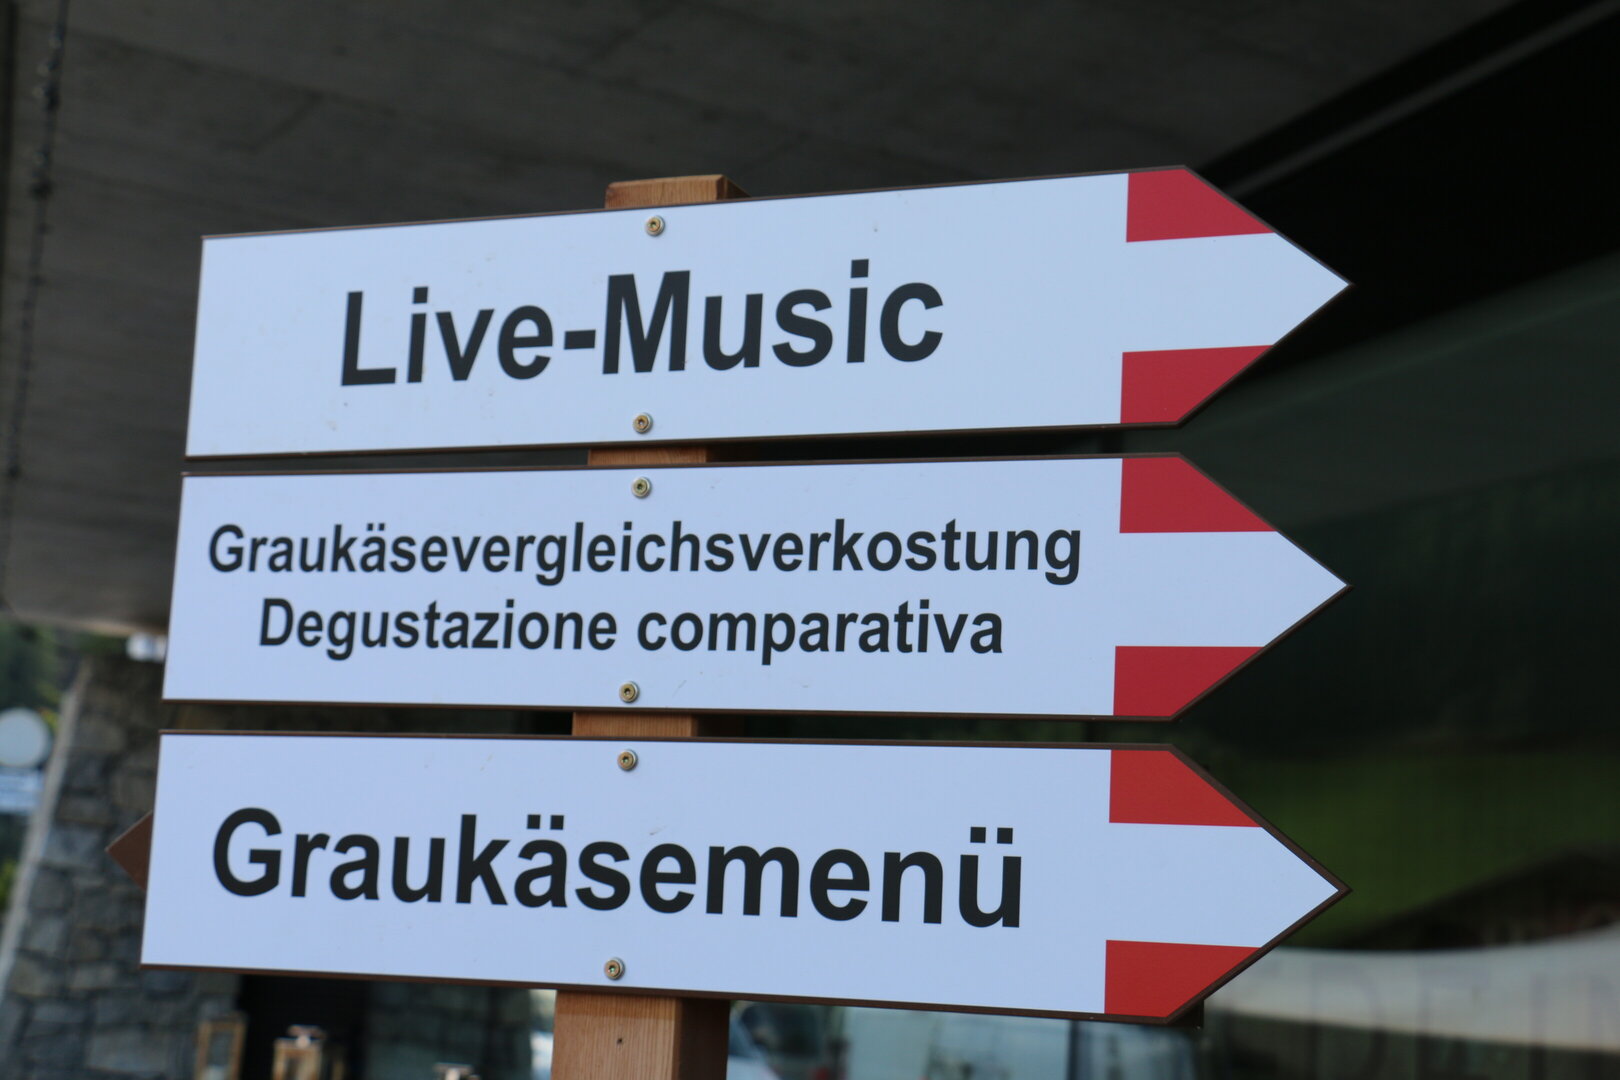 Live-Music
Graukäsevergleichsverkostung
Degustazione comparativa
Graukäsemenü